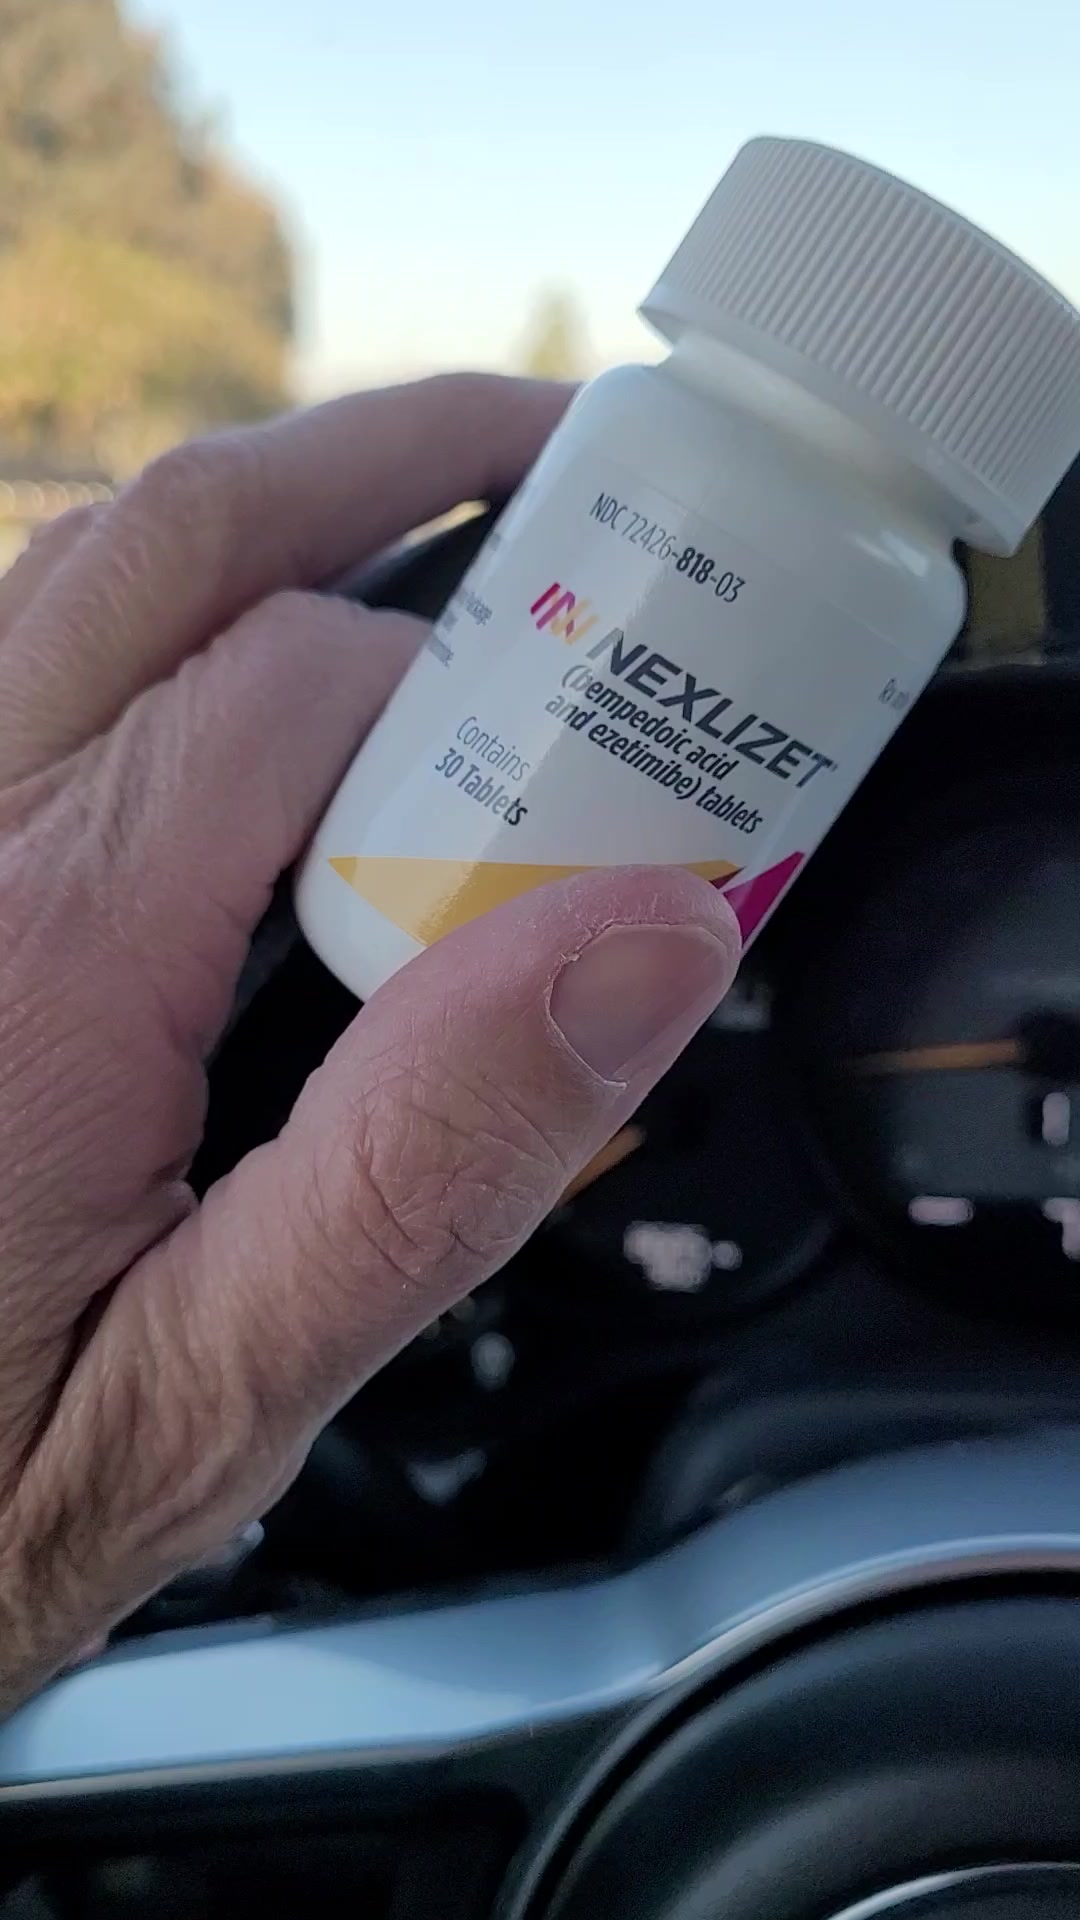 NDC 72426-818-03
NEXLIZET
(bempedoic acid
and ezetimibe) tablets
Contains
30 Tablets